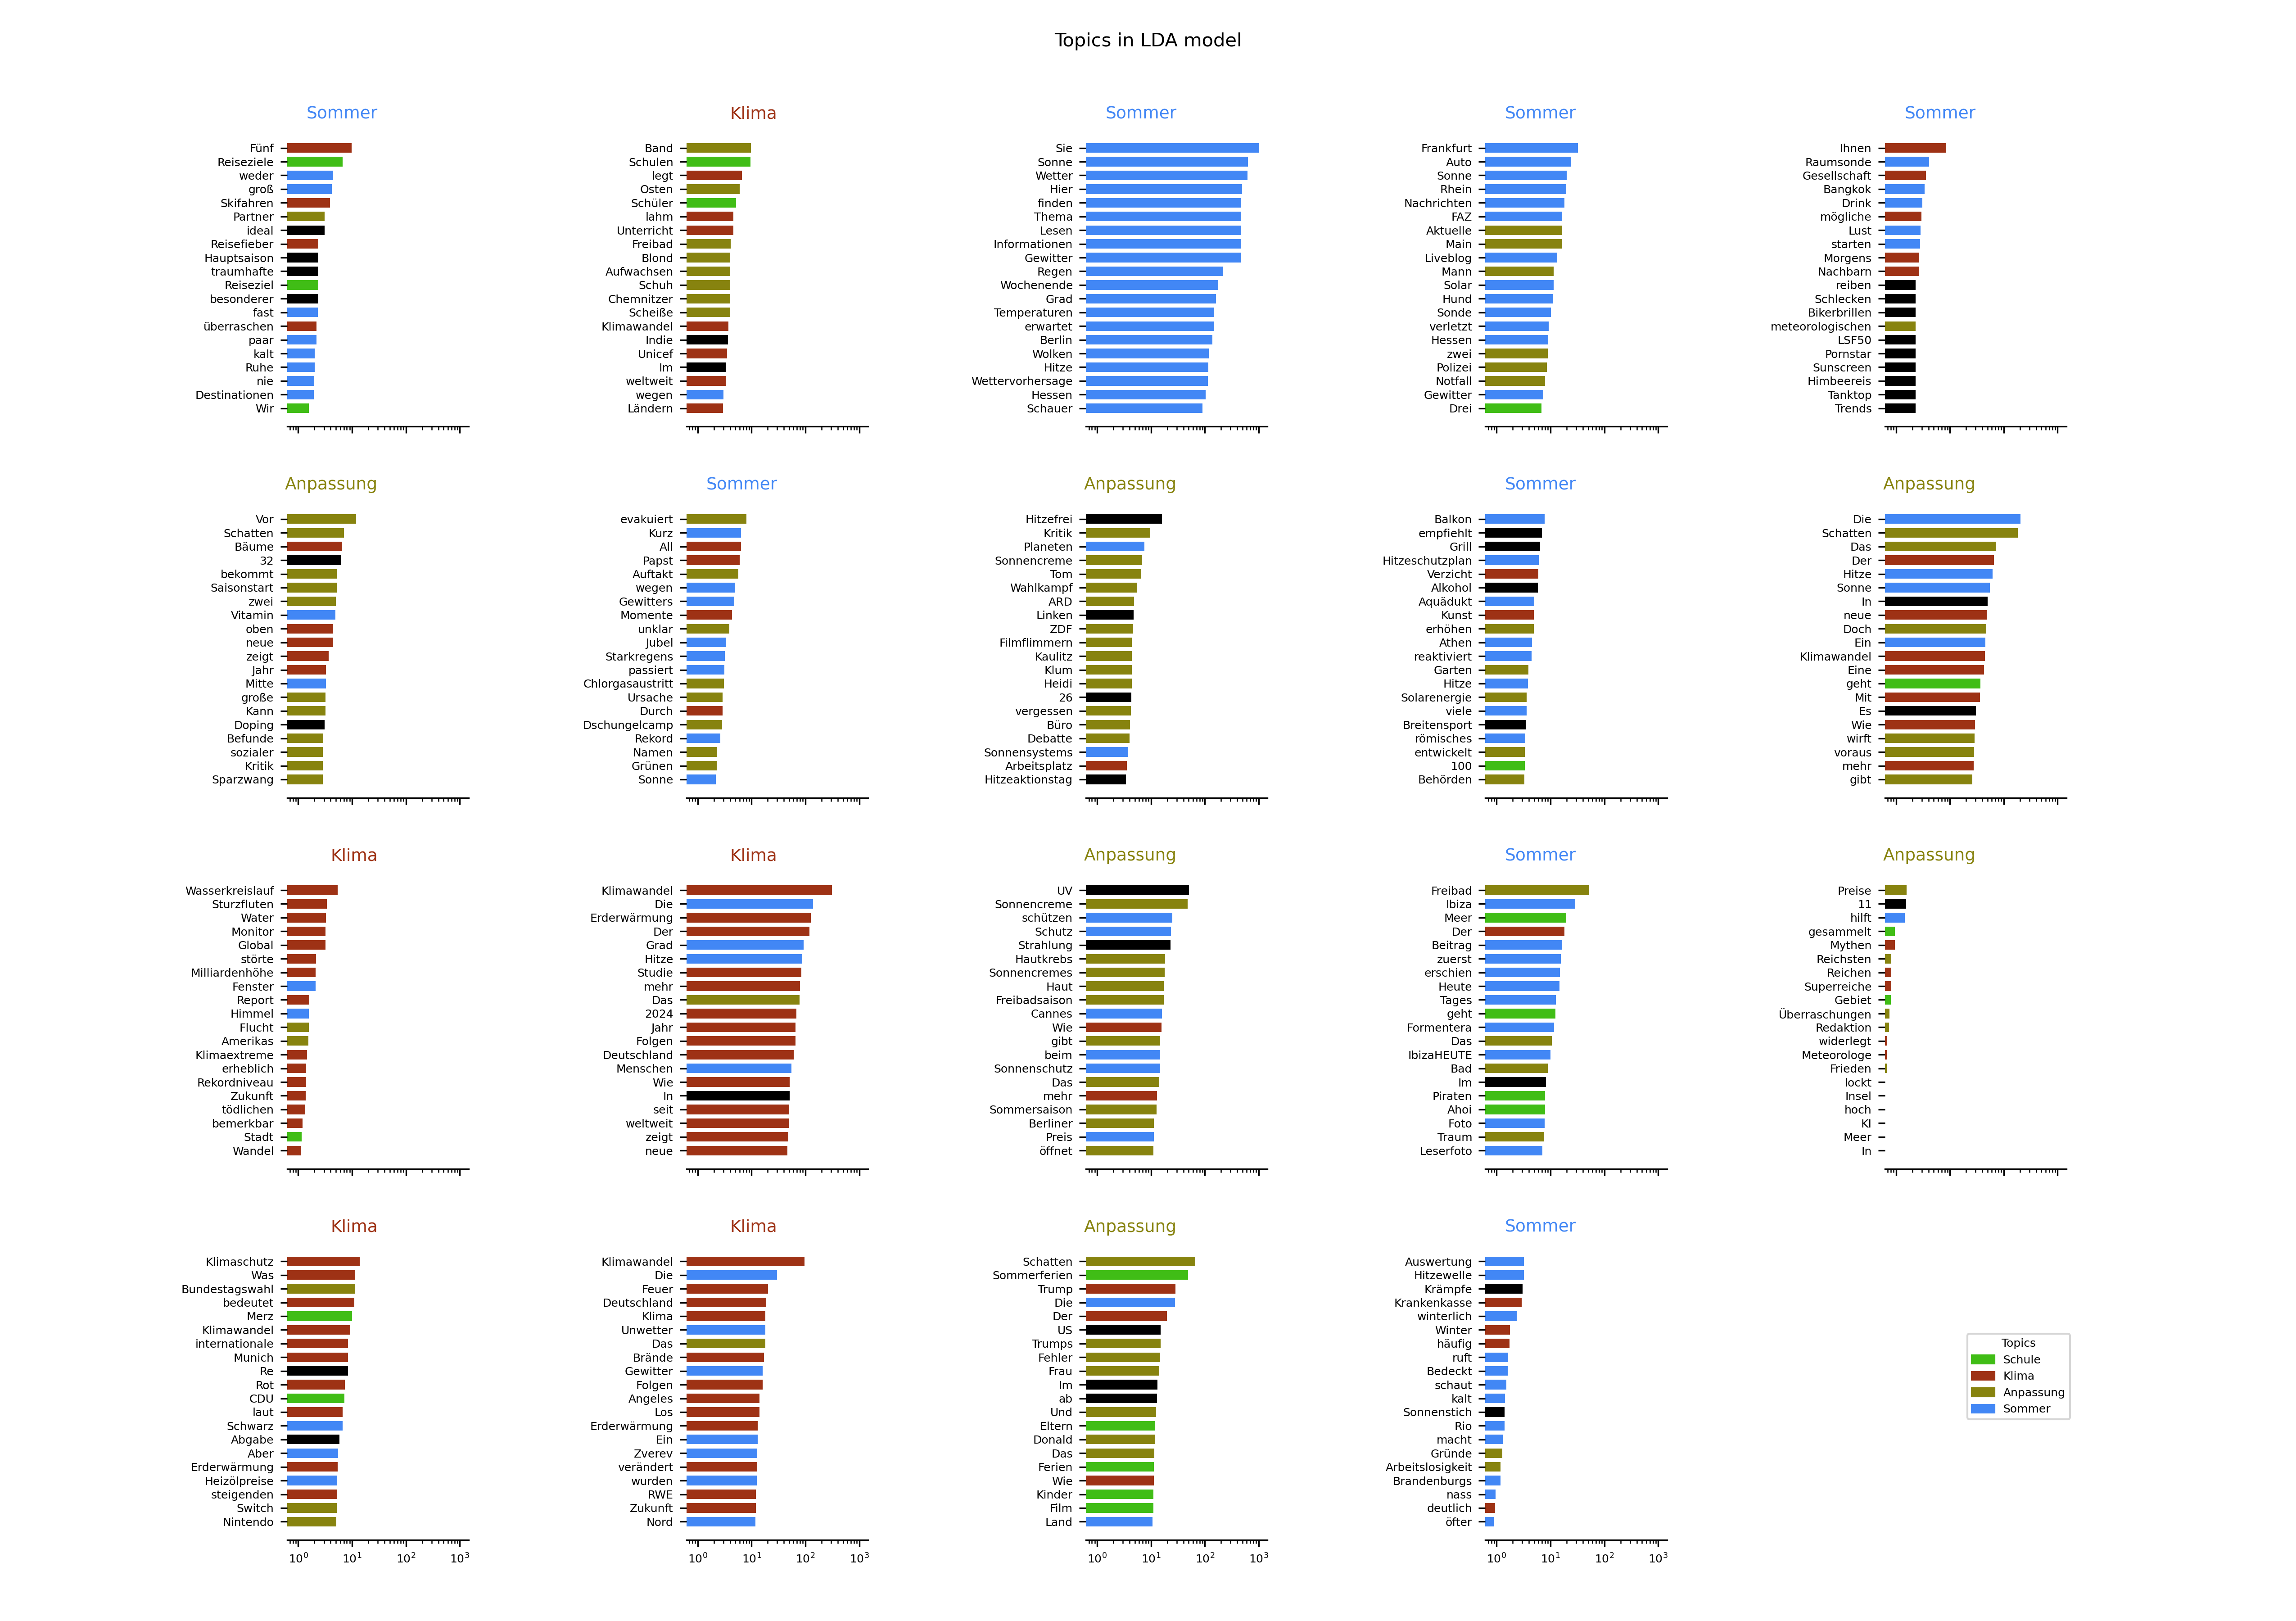 Topics in LDA model
Sommer
Fünf
Reiseziele
weder
groß
Skifahren
Partner
ideal
Reisefieber
Hauptsaison
traumhafte
Reiseziel
besonderer
fast
überraschen
paar
kalt
Ruhe
nie
Destinationen
Wir
Klima
Band
Schulen
legt
Osten
Schüler
lahm
Unterricht
Freibad
Blond
Aufwachsen
Schuh
Chemnitzer
Scheiße
Klimawandel
Indie
Unicef
Im
weltweit
wegen
Ländern
Sommer
Sie
Sonne
Wetter
Hier
finden
Thema
Lesen
Informationen
Gewitter
Regen
Wochenende
Grad
Temperaturen
erwartet
Berlin
Wolken
Hitze
Wettervorhersage
Hessen
Schauer
Sommer
Frankfurt
Auto
Sonne
Rhein
Nachrichten
FAZ
Aktuelle
Main
Liveblog
Mann
Solar
Hund
Sonde
verletzt
Hessen
zwei
Polizei
Notfall
Gewitter
Drei
Sommer
Ihnen
Raumsonde
Gesellschaft
Bangkok
Drink
mögliche
Lust
starten
Morgens
Nachbarn
reiben
Schlecken
Bikerbrillen
meteorologischen
LSF50
Pornstar
Sunscreen
Himbeereis
Tanktop
Trends
Anpassung
Vor
Schatten
Bäume
32
bekommt
Saisonstart
zwei
Vitamin
oben
neue
zeigt
Jahr
Mitte
große
Kann
Doping
Befunde
sozialer
Kritik
Sparzwang
Sommer
evakuiert
Kurz
All
Papst
Auftakt
wegen
Gewitters
Momente
unklar
Jubel
Starkregens
passiert
Chlorgasaustritt
Ursache
Durch
Dschungelcamp
Rekord
Namen
Grünen
Sonne
Anpassung
Hitzefrei
Kritik
Planeten
Sonnencreme
Tom
Wahlkampf
ARD
Linken
ZDF
Filmflimmern
Kaulitz
Klum
Heidi
26
vergessen
Büro
Debatte
Sonnensystems
Arbeitsplatz
Hitzeaktionstag
Sommer
Balkon
empfiehlt
Grill
Hitzeschutzplan
Verzicht
Alkohol
Aquädukt
Kunst
erhöhen
Athen
reaktiviert
Garten
Hitze
Solarenergie
viele
Breitensport
römisches
entwickelt
100
Behörden
Anpassung
Die
Schatten
Das
Der
Hitze
Sonne
In
neue
Doch
Ein
Klimawandel
Eine
geht
Mit
Es
Wie
wirft
voraus
mehr
gibt
Klima
Wasserkreislauf
Sturzfluten
Water
Monitor
Global
störte
Milliardenhöhe
Fenster
Report
Himmel
Flucht
Amerikas
Klimaextreme
erheblich
Rekordniveau
Zukunft
tödlichen
bemerkbar
Stadt
Wandel
Klima
Klimawandel
Die
Erderwärmung
Der
Grad
Hitze
Studie
mehr
Das
2024
Jahr
Folgen
Deutschland
Menschen
Wie
In
seit
weltweit
zeigt
neue
Anpassung
UV
Sonnencreme
schützen
Schutz
Strahlung
Hautkrebs
Sonnencremes
Haut
Freibadsaison
Cannes
Wie
gibt
beim
Sonnenschutz
Das
mehr
Sommersaison
Berliner
Preis
öffnet
Sommer
Freibad
Ibiza
Meer
Der
Beitrag
zuerst
erschien
Heute
Tages
geht
Formentera
Das
IbizaHEUTE
Bad
Im
Piraten
Ahoi
Foto
Traum
Leserfoto
Anpassung
Preise
11
hilft
gesammelt
Mythen
Reichsten
Reichen
Superreiche
Gebiet
Überraschungen
Redaktion
widerlegt
Meteorologe
Frieden
lockt
Insel
hoch
KI
Meer
In
Klima
Klimaschutz
Was
Bundestagswahl
bedeutet
Merz
Klimawandel
internationale
Munich
Re
Rot
CDU
laut
Schwarz
Abgabe
Aber
Erderwärmung
Heizölpreise
steigenden
Switch
Nintendo
10⁰ 10¹ 10² 10³
Klima
Klimawandel
Die
Feuer
Deutschland
Klima
Unwetter
Das
Brände
Gewitter
Folgen
Angeles
Los
Erderwärmung
Ein
Zverev
verändert
wurden
RWE
Zukunft
Nord
10⁰ 10¹ 10² 10³
Anpassung
Schatten
Sommerferien
Trump
Die
Der
US
Trumps
Fehler
Frau
Im
ab
Und
Eltern
Donald
Das
Ferien
Wie
Kinder
Film
Land
10⁰ 10¹ 10² 10³
Sommer
Auswertung
Hitzewelle
Krämpfe
Krankenkasse
winterlich
Winter
häufig
ruft
Bedeckt
schaut
kalt
Sonnenstich
Rio
macht
Gründe
Arbeitslosigkeit
Brandenburgs
nass
deutlich
öfter
10⁰ 10¹ 10² 10³
Topics
Schule
Klima
Anpassung
Sommer